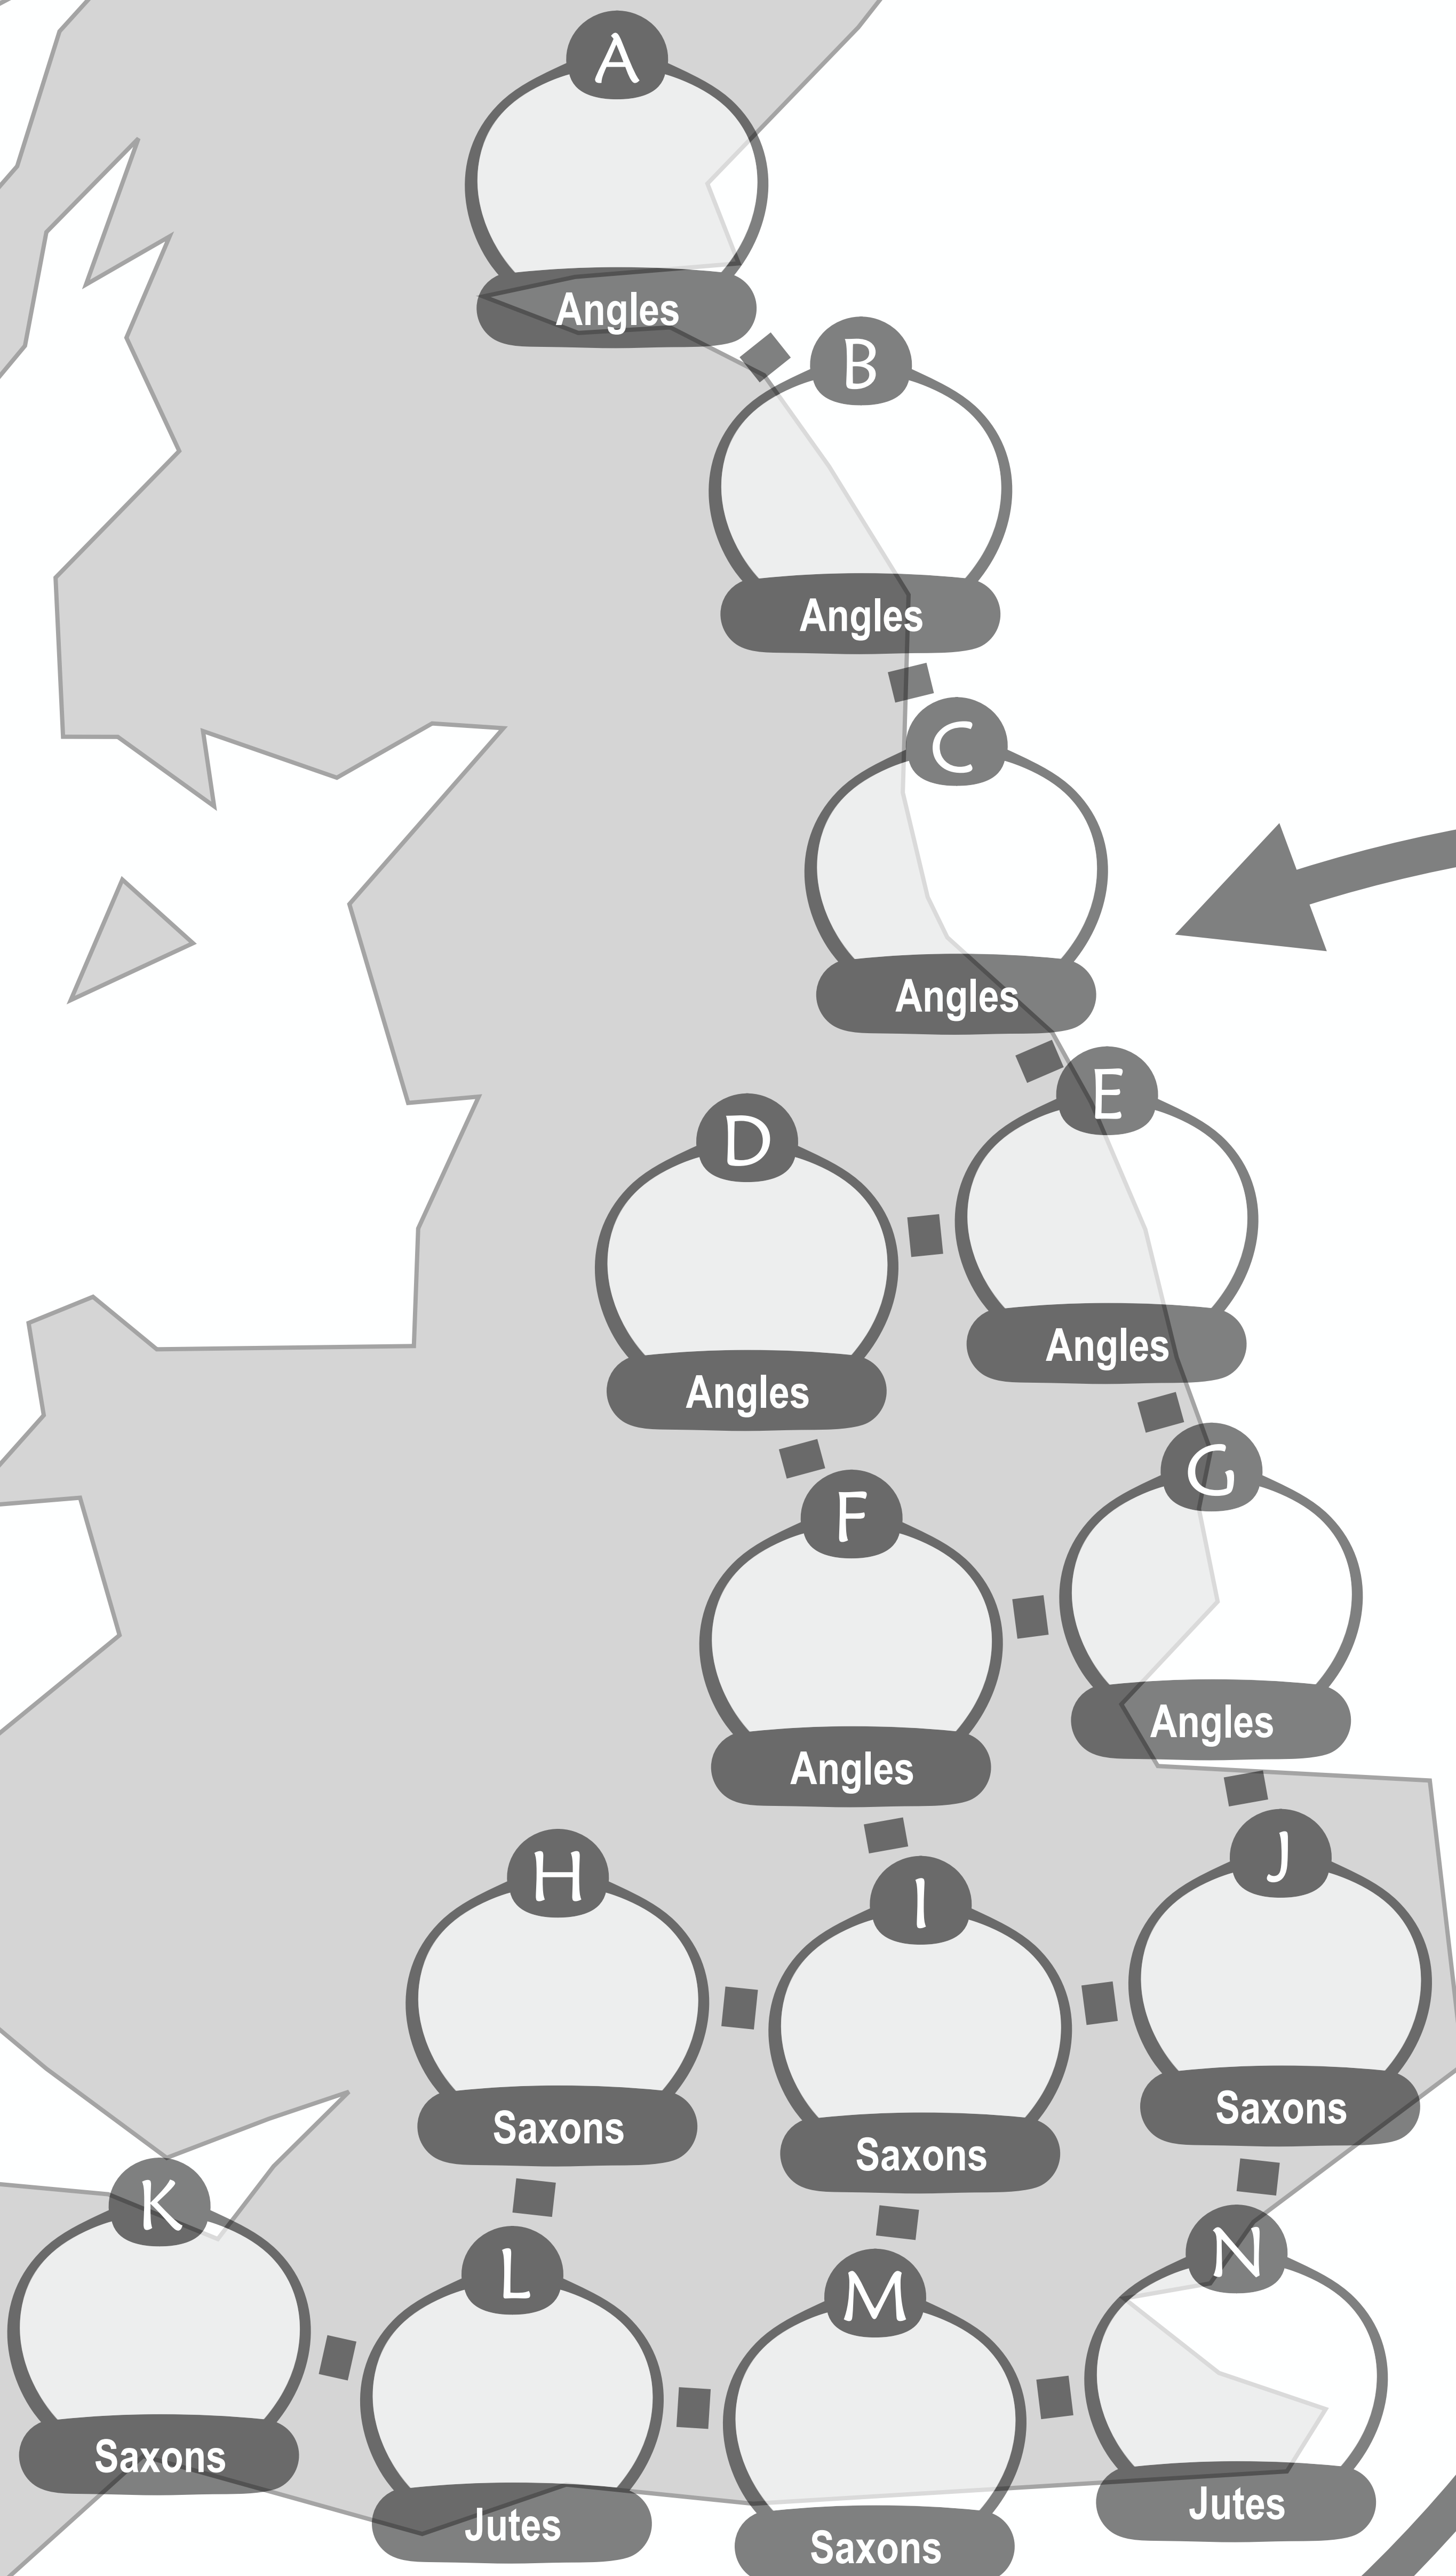 A
Angles
B
Angles
C
Angles
D
Angles
E
Angles
F
Angles
G
Angles
H
Saxons
I
Saxons
J
Saxons
K
Saxons
L
Jutes
M
Saxons
N
Jutes